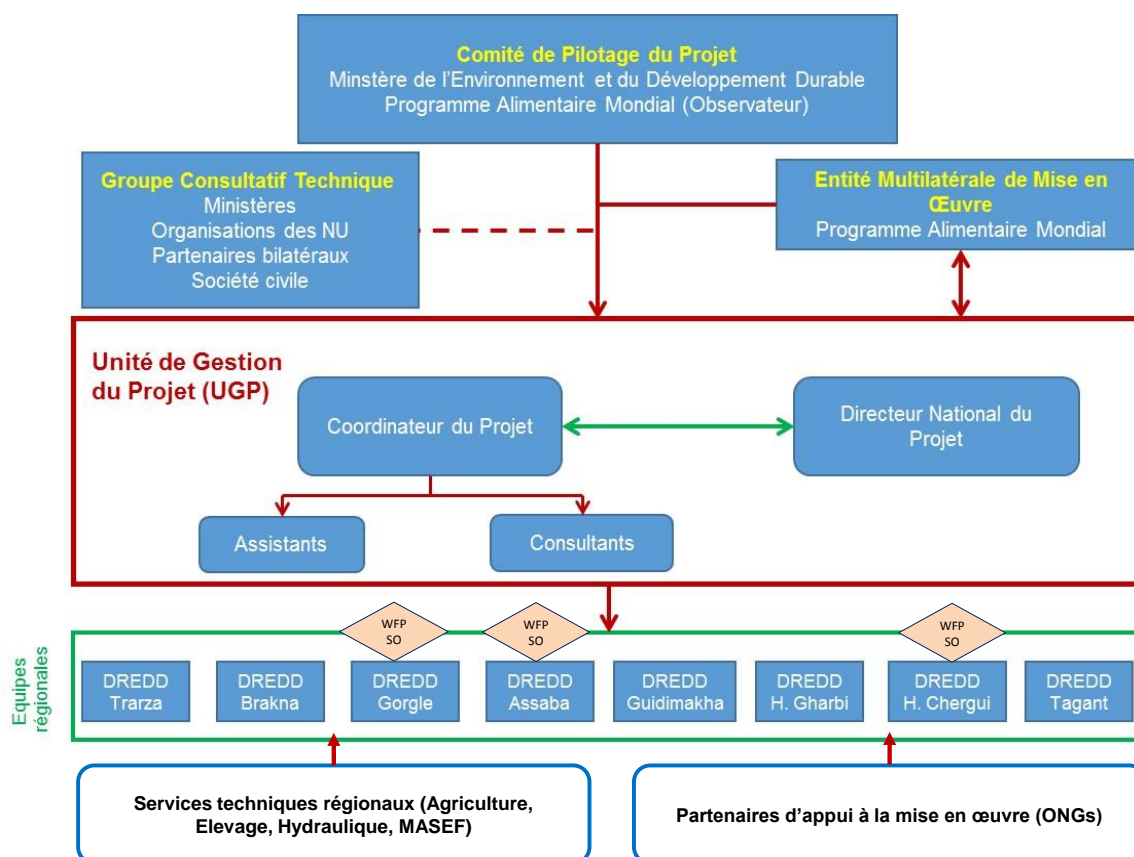 Comité de Pilotage du Projet
Minstère de l'Environnement et du Développement Durable
Programme Alimentaire Mondial (Observateur)
Groupe Consultatif Technique
Ministères
Organisations des NU
Partenaires bilatéraux
Société civile
Entité Multilatérale de Mise en
Œuvre
Programme Alimentaire Mondial
Unité de Gestion
du Projet (UGP)
Coordinateur du Projet
Directeur National du
Projet
Assistants
Consultants
WFP
SO
WFP
SO
WFP
SO
Equipes
régionales
DREDD
Trarza
DREDD
Brakna
DREDD
Gorgle
DREDD
Assaba
DREDD
Guidimakha
DREDD
H. Gharbi
DREDD
H. Chergui
DREDD
Tagant
Services techniques régionaux (Agriculture,
Elevage, Hydraulique, MASEF)
Partenaires d'appui à la mise en œuvre (ONGs)